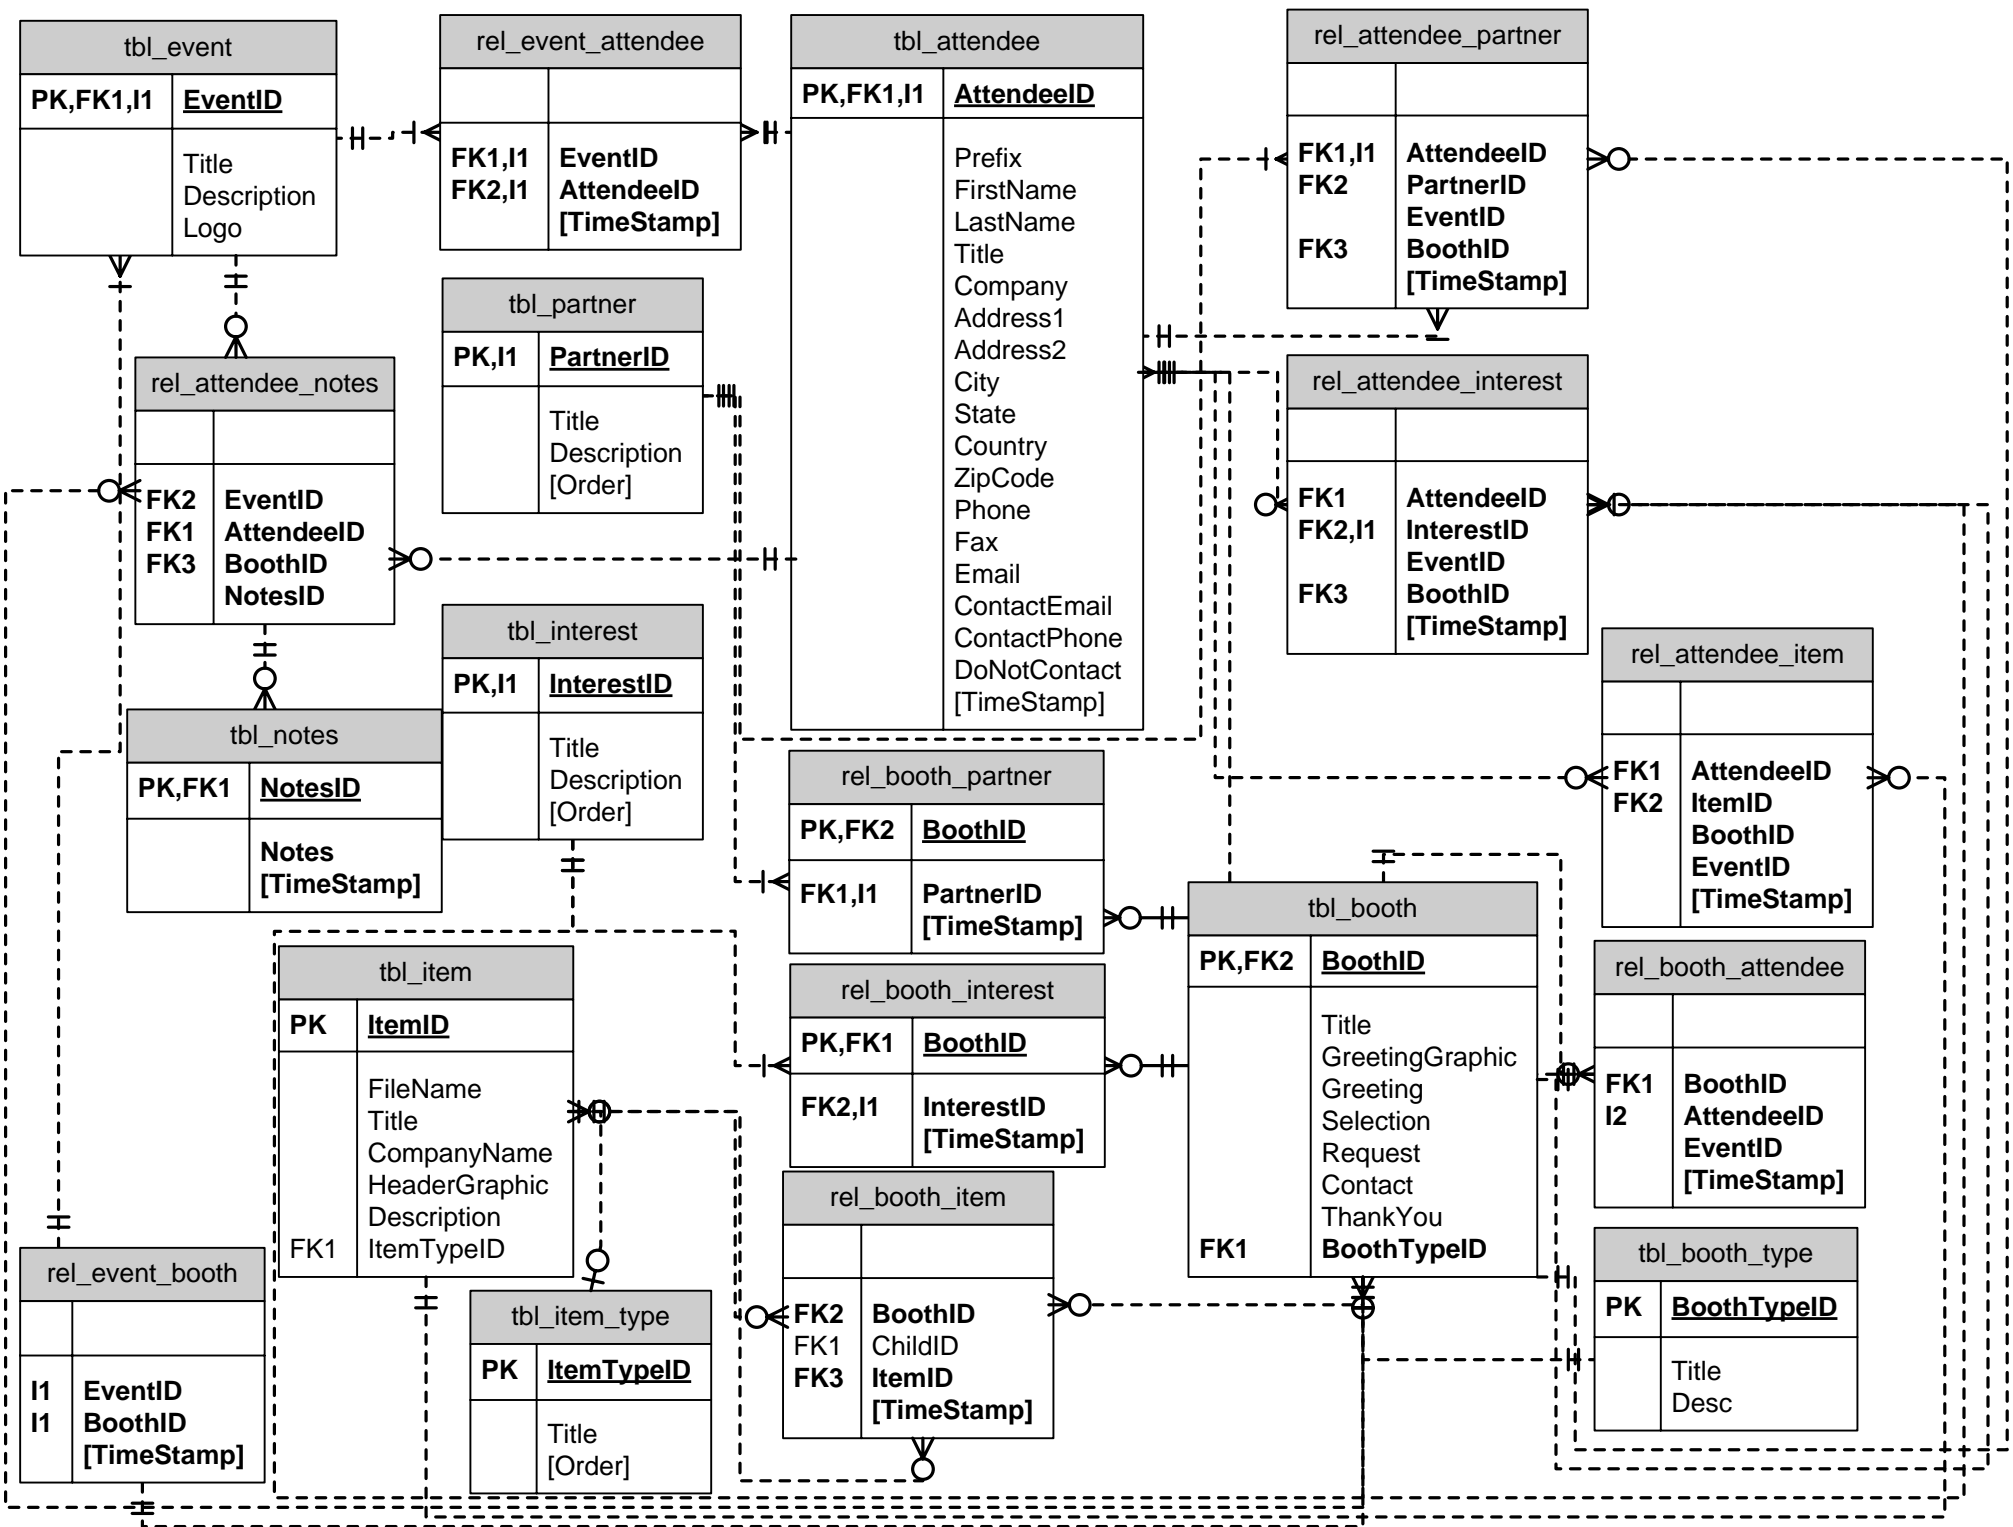 tbl_event
PK,FK1,I1 EventID
Title
Description
Logo
rel_event_attendee
FK1,I1 EventID
FK2,I1 AttendeeID
[TimeStamp]
tbl_attendee
PK,FK1,I1 AttendeeID
Prefix
FirstName
LastName
Title
Company
Address1
Address2
City
State
Country
ZipCode
Phone
Fax
Email
ContactEmail
ContactPhone
DoNotContact
[TimeStamp]
rel_attendee_partner
FK1,I1 AttendeeID
FK2 PartnerID
EventID
FK3 BoothID
[TimeStamp]
tbl_partner
PK,I1 PartnerID
Title
Description
[Order]
rel_attendee_notes
FK2 EventID
FK1 AttendeeID
FK3 BoothID
NotesID
rel_attendee_interest
FK1 AttendeeID
FK2,I1 InterestID
EventID
FK3 BoothID
[TimeStamp]
tbl_interest
PK,I1 InterestID
Title
Description
[Order]
rel_attendee_item
FK1 AttendeeID
FK2 ItemID
BoothID
EventID
[TimeStamp]
tbl_notes
PK,FK1 NotesID
Notes
[TimeStamp]
rel_booth_partner
PK,FK2 BoothID
FK1,I1 PartnerID
[TimeStamp]
tbl_booth
PK,FK2 BoothID
Title
GreetingGraphic
Greeting
Selection
Request
Contact
ThankYou
FK1 BoothTypeID
rel_booth_attendee
FK1 BoothID
I2 AttendeeID
EventID
[TimeStamp]
tbl_item
PK ItemID
FileName
Title
CompanyName
HeaderGraphic
Description
FK1 ItemTypeID
rel_booth_interest
PK,FK1 BoothID
FK2,I1 InterestID
[TimeStamp]
rel_booth_item
FK2 BoothID
FK1 ChildID
FK3 ItemID
[TimeStamp]
tbl_booth_type
PK BoothTypeID
Title
Desc
rel_event_booth
I1 EventID
I1 BoothID
[TimeStamp]
tbl_item_type
PK ItemTypeID
Title
[Order]